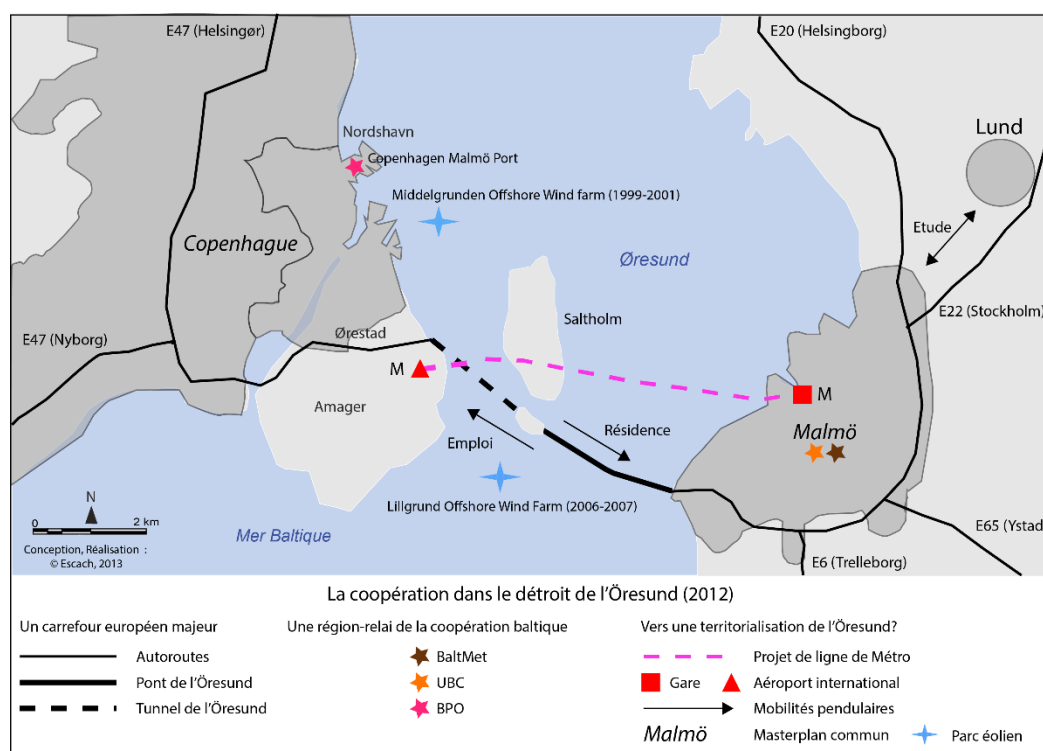 E47 (Helsingør)
E20 (Helsingborg)
Lund
Nordshavn
Copenhagen Malmö Port
Middelgrunden Offshore Wind farm (1999-2001)
Etude
Copenhague
Øresund
E22 (Stockholm)
Saltholm
Ørestad
E47 (Nyborg)
M
M
Amager
Résidence
Emploi
Malmö
Lillgrund Offshore Wind Farm (2006-2007)
N
0 2 km
Mer Baltique
E65 (Ystad)
Conception, Réalisation :
© Escach, 2013
E6 (Trelleborg)
La coopération dans le détroit de l'Öresund (2012)
Un carrefour européen majeur
Autoroutes
Pont de l'Öresund
Tunnel de l'Öresund
Une région-relai de la coopération baltique
BaltMet
UBC
BPO
Vers une territorialisation de l'Öresund?
Projet de ligne de Métro
Gare Aéroport international
Mobilités pendulaires
Malmö Masterplan commun Parc éolien